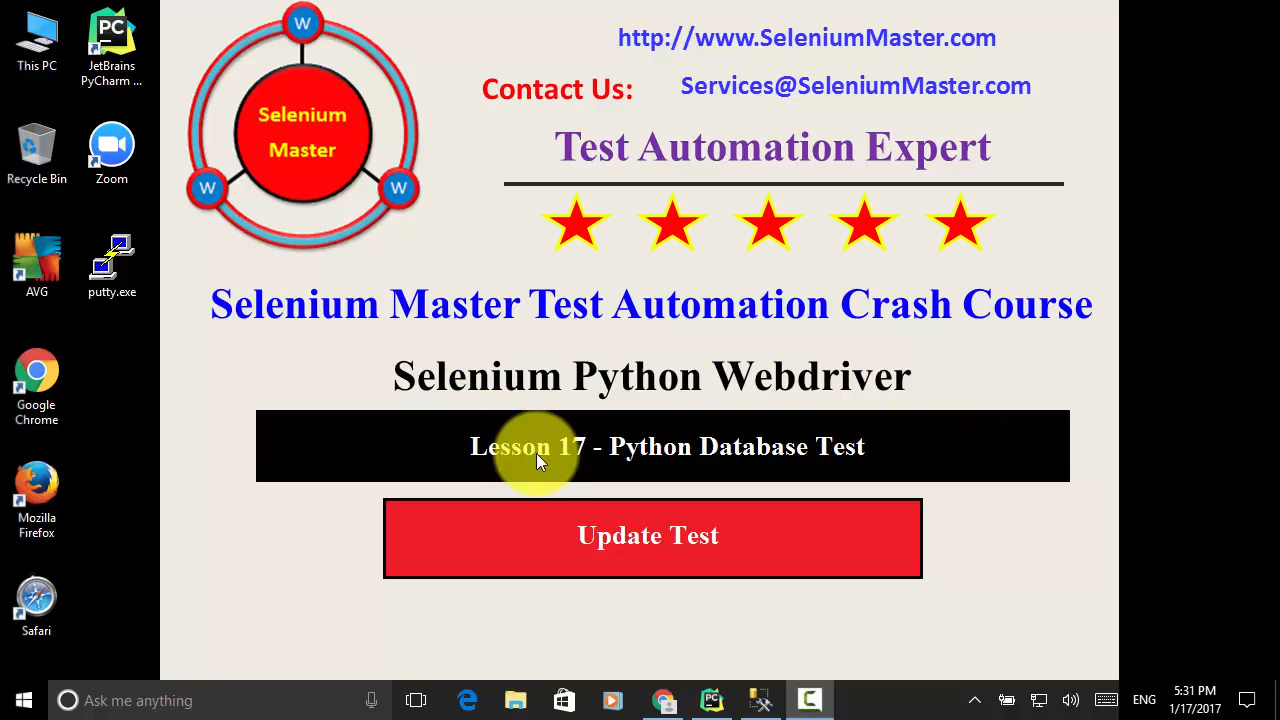 This PC
JetBrains
PyCharm ...
PC
Recycle Bin
Zoom
AVG
putty.exe
Google
Chrome
Mozilla
Firefox
Safari
W
Selenium
Master
W
W
http://www.SeleniumMaster.com
Contact Us:
Services@SeleniumMaster.com
Test Automation Expert
Selenium Master Test Automation Crash Course
Selenium Python Webdriver
Lesson 17 - Python Database Test
Update Test
Ask me anything
PC
ENG
5:31 PM
1/17/2017